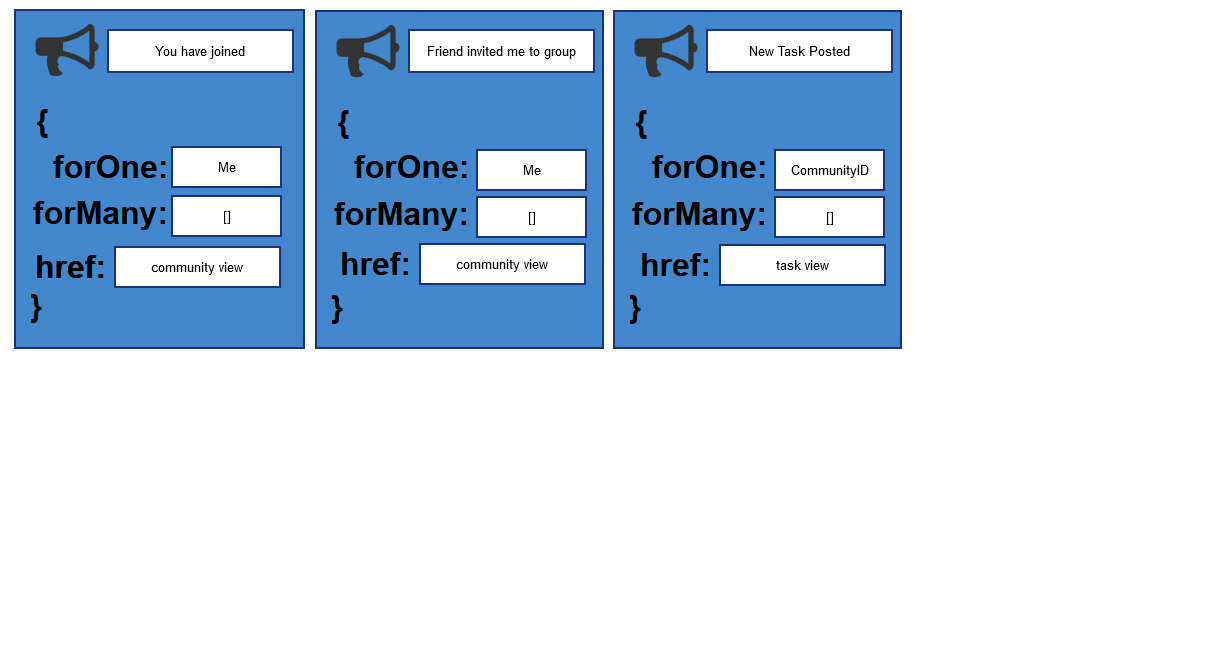 You have joined
{
forOne: Me
forMany: []
href: community view
}
Friend invited me to group
{
forOne: Me
forMany: []
href: community view
}
New Task Posted
{
forOne: CommunityID
forMany: []
href: task view
}